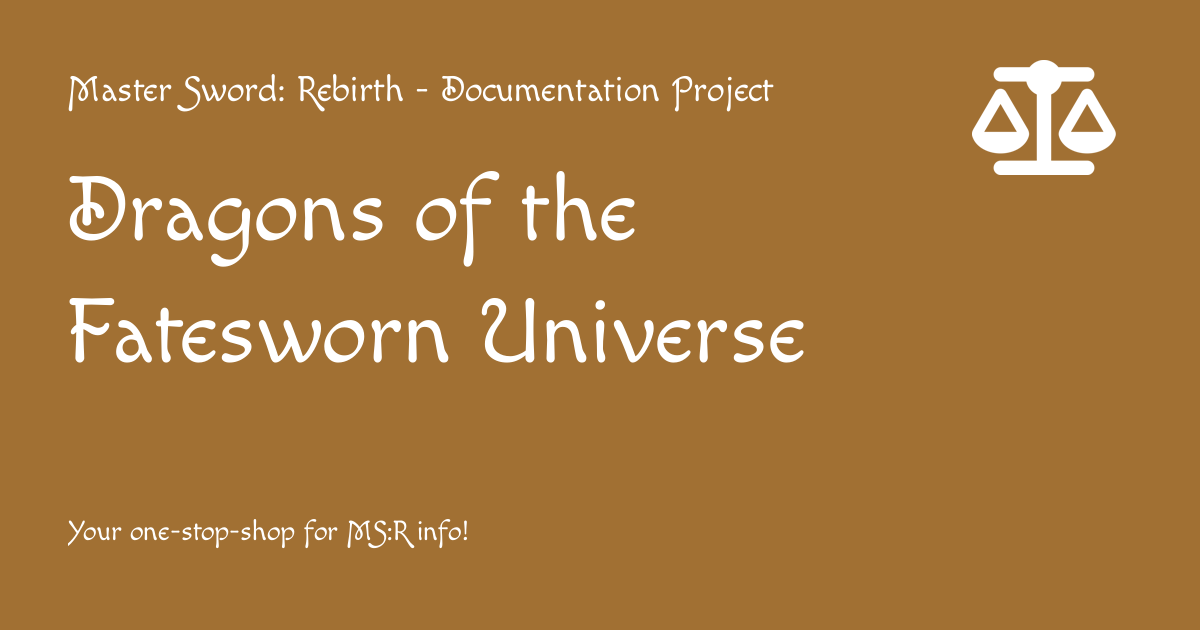 Master Sword: Rebirth - Documentation Project
Dragons of the
Fatesworn Universe
Your one-stop-shop for MS:R info!